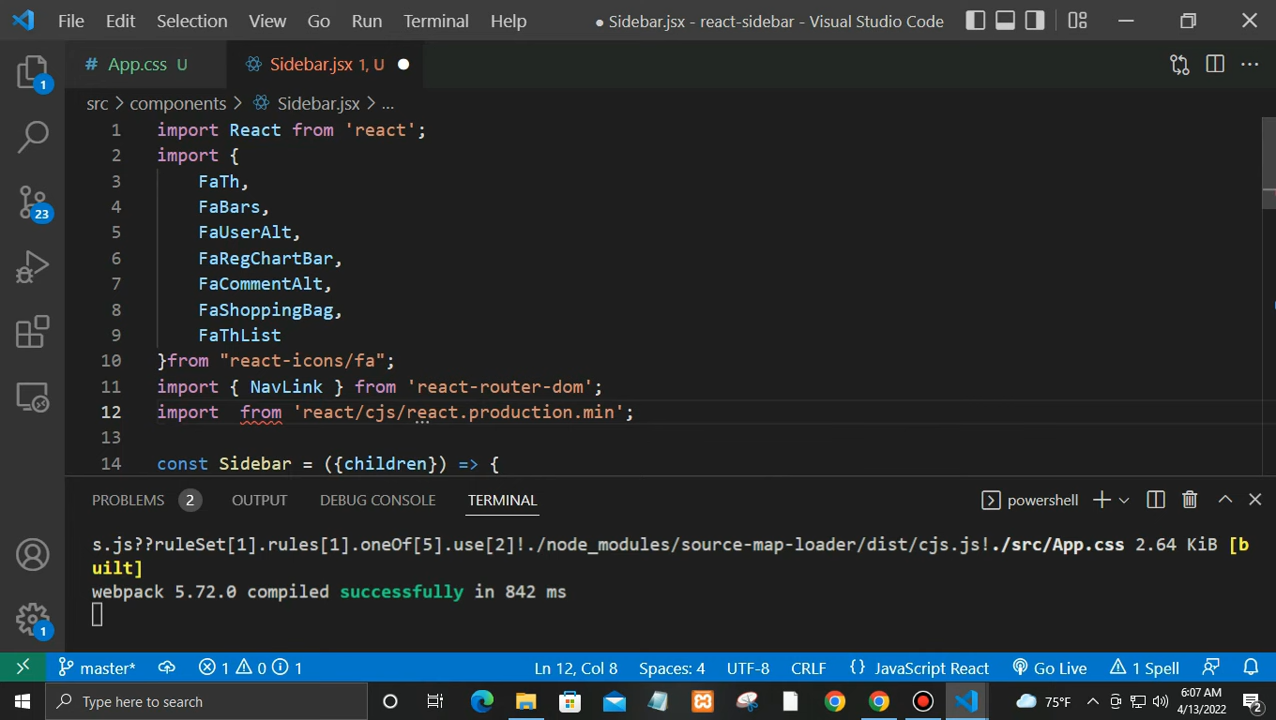 File Edit Selection View Go Run Terminal Help ● Sidebar.jsx - react-sidebar - Visual Studio Code
# App.css U Sidebar.jsx 1, U ●
1
src > components > Sidebar.jsx > ...
1 import React from 'react';
2 import {
3 FaTh,
4 FaBars,
5 FaUserAlt,
6 FaRegChartBar,
7 FaCommentAlt,
8 FaShoppingBag,
9 FaThList
10 }from "react-icons/fa";
11 import { NavLink } from 'react-router-dom';
12 import  from 'react/cjs/react.production.min';
13
14 const Sidebar = ({children}) => {
23
PROBLEMS 2 OUTPUT DEBUG CONSOLE TERMINAL powershell
s.js??ruleSet[1].rules[1].oneOf[5].use[2]!./node_modules/source-map-loader/dist/cjs.js!./src/App.css 2.64 KiB [b
uilt]
webpack 5.72.0 compiled successfully in 842 ms
1
master* 1 0 1 Ln 12, Col 8 Spaces: 4 UTF-8 CRLF {} JavaScript React Go Live 1 Spell
Type here to search 75°F 6:07 AM
4/13/2022 2